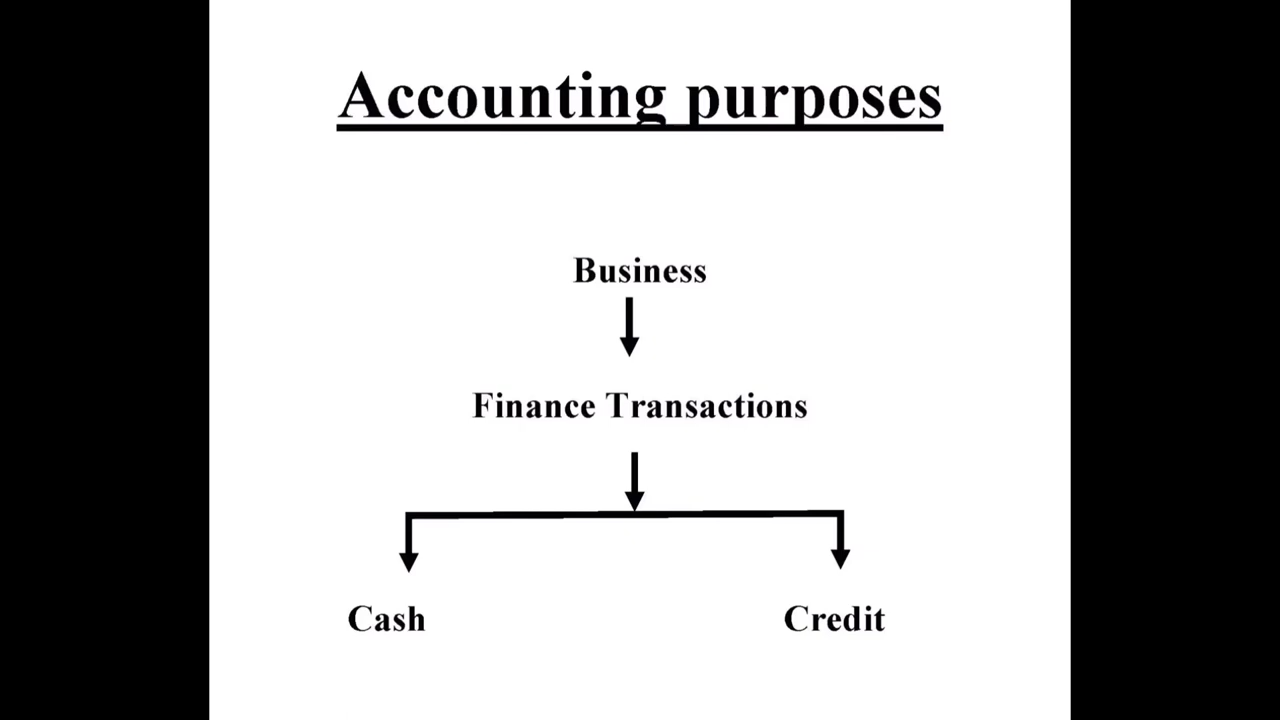 Accounting purposes
Business
Finance Transactions
Cash
Credit